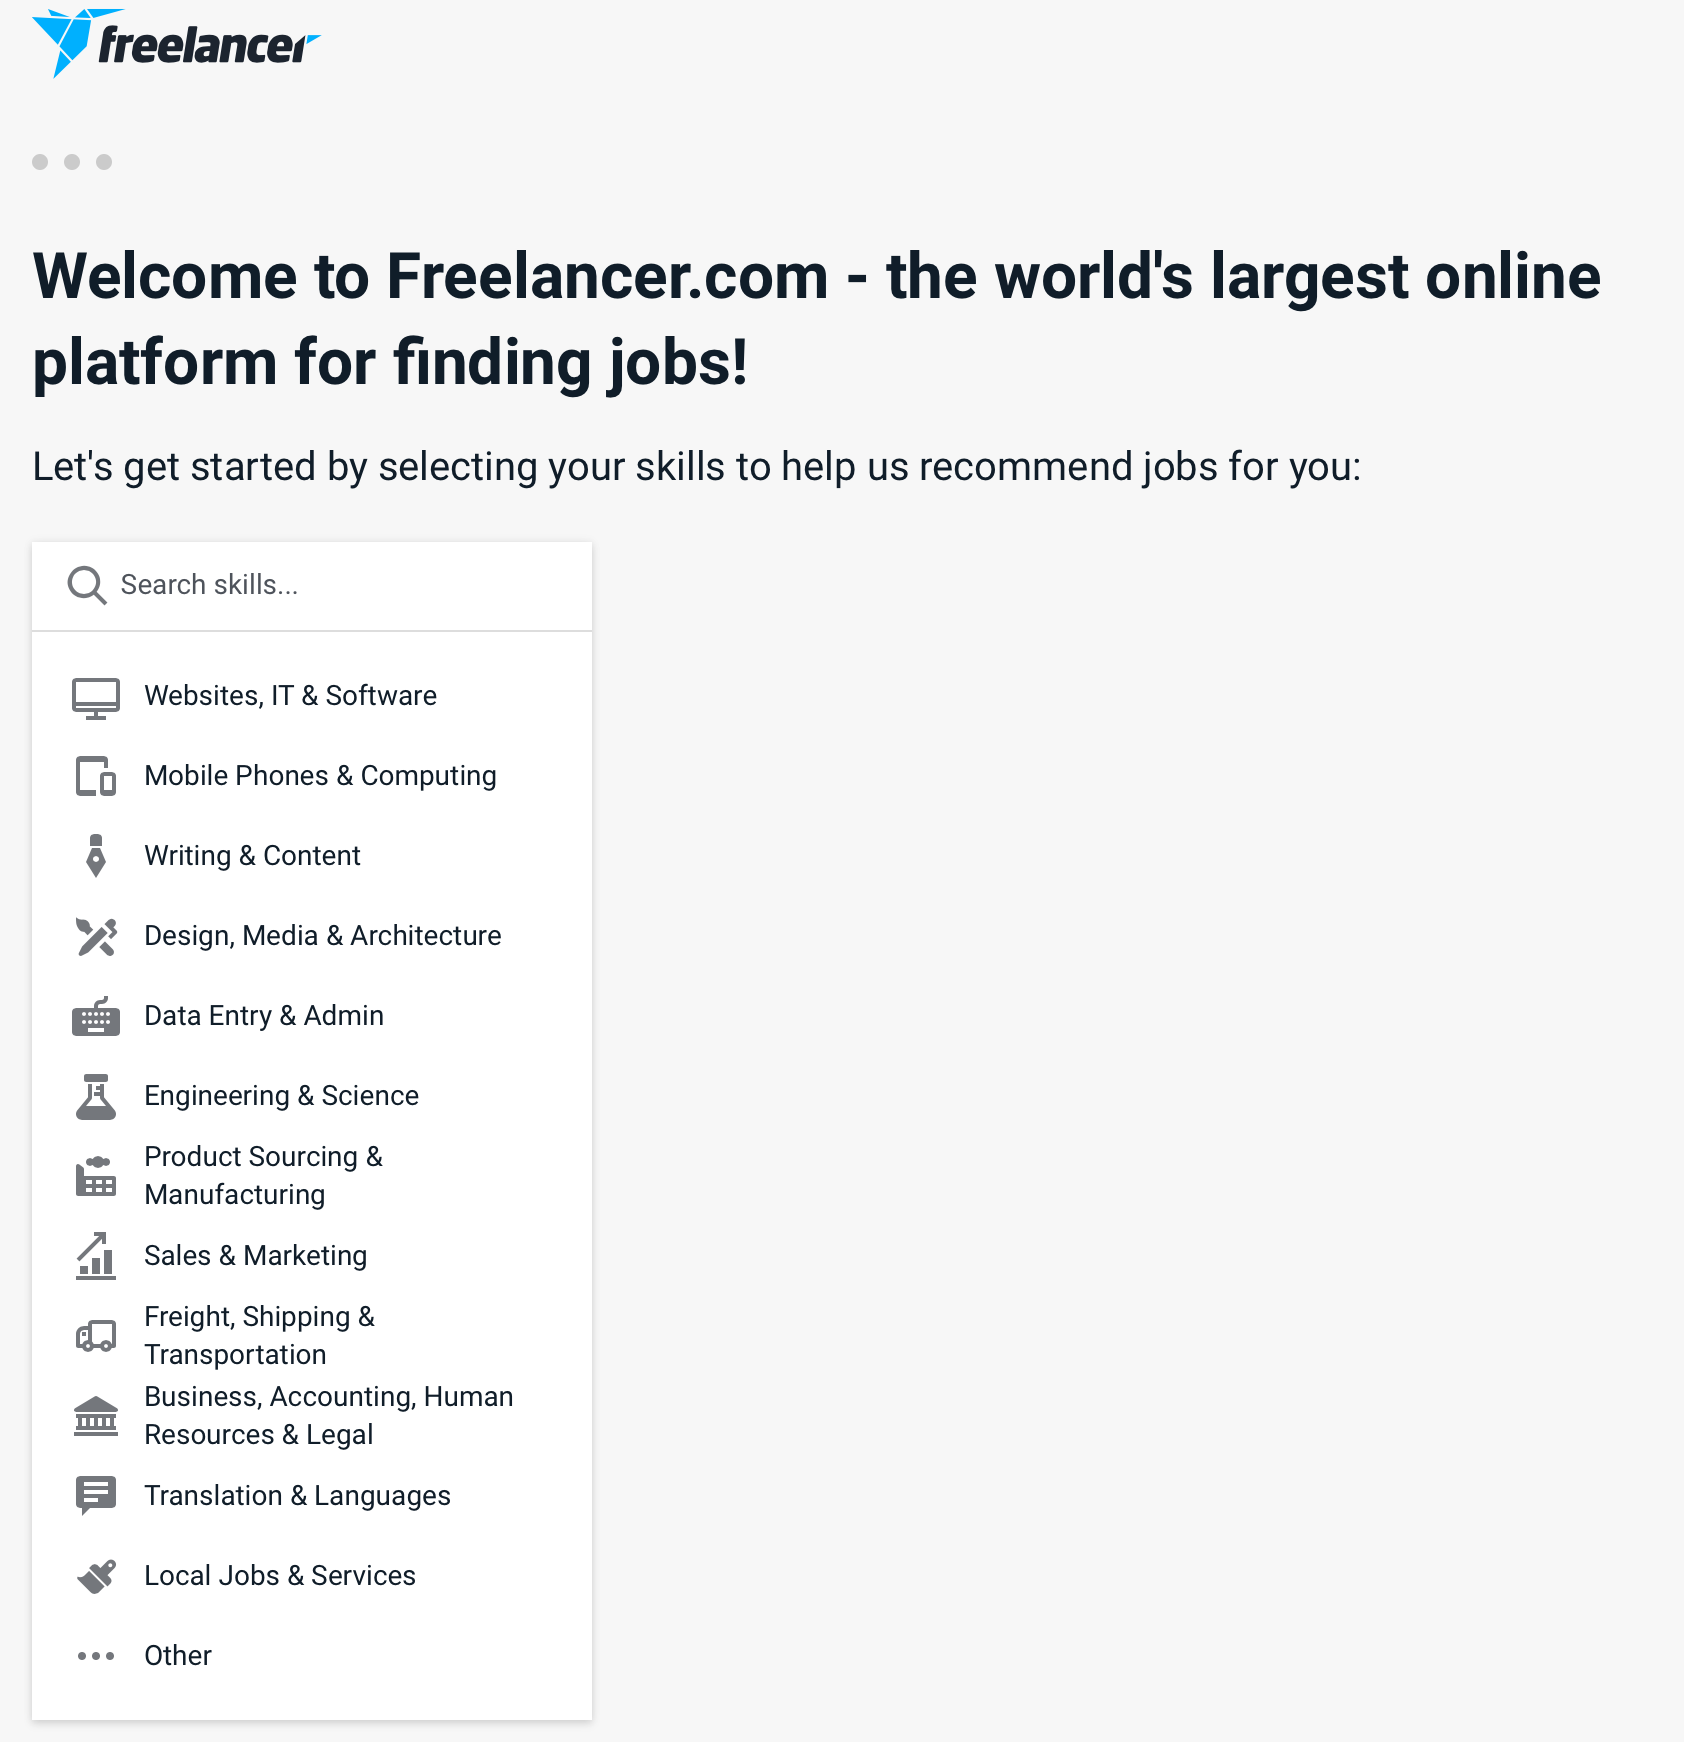 freelancer
Welcome to Freelancer.com - the world's largest online
platform for finding jobs!
Let's get started by selecting your skills to help us recommend jobs for you:
Search skills...
Websites, IT & Software
Mobile Phones & Computing
Writing & Content
Design, Media & Architecture
Data Entry & Admin
Engineering & Science
Product Sourcing &
Manufacturing
Sales & Marketing
Freight, Shipping &
Transportation
Business, Accounting, Human
Resources & Legal
Translation & Languages
Local Jobs & Services
Other